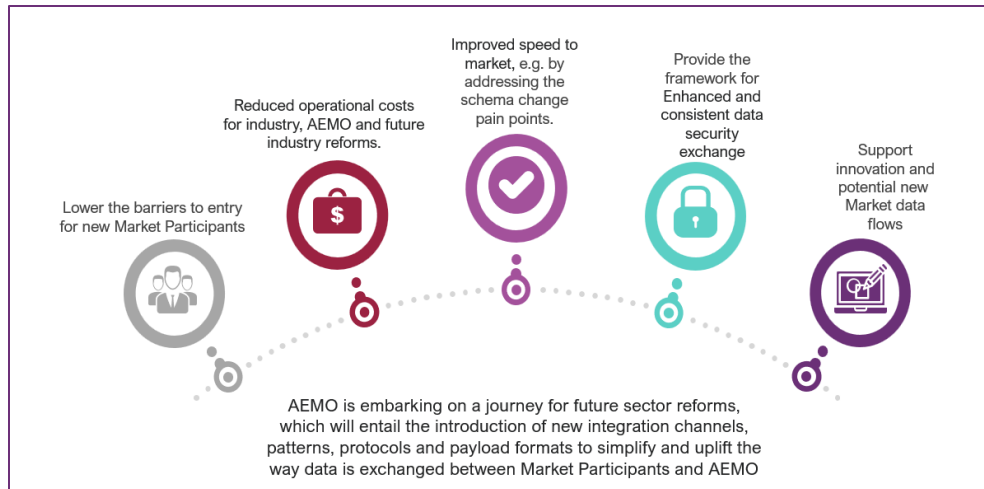 Lower the barriers to entry
for new Market Participants
Reduced operational costs
for industry, AEMO and future
industry reforms.
$
Improved speed to
market, e.g. by
addressing the
schema change
pain points.
Provide the
framework for
Enhanced and
consistent data
security
exchange
Support
innovation and
potential new
Market data
flows
AEMO is embarking on a journey for future sector reforms,
which will entail the introduction of new integration channels,
patterns, protocols and payload formats to simplify and uplift the
way data is exchanged between Market Participants and AEMO